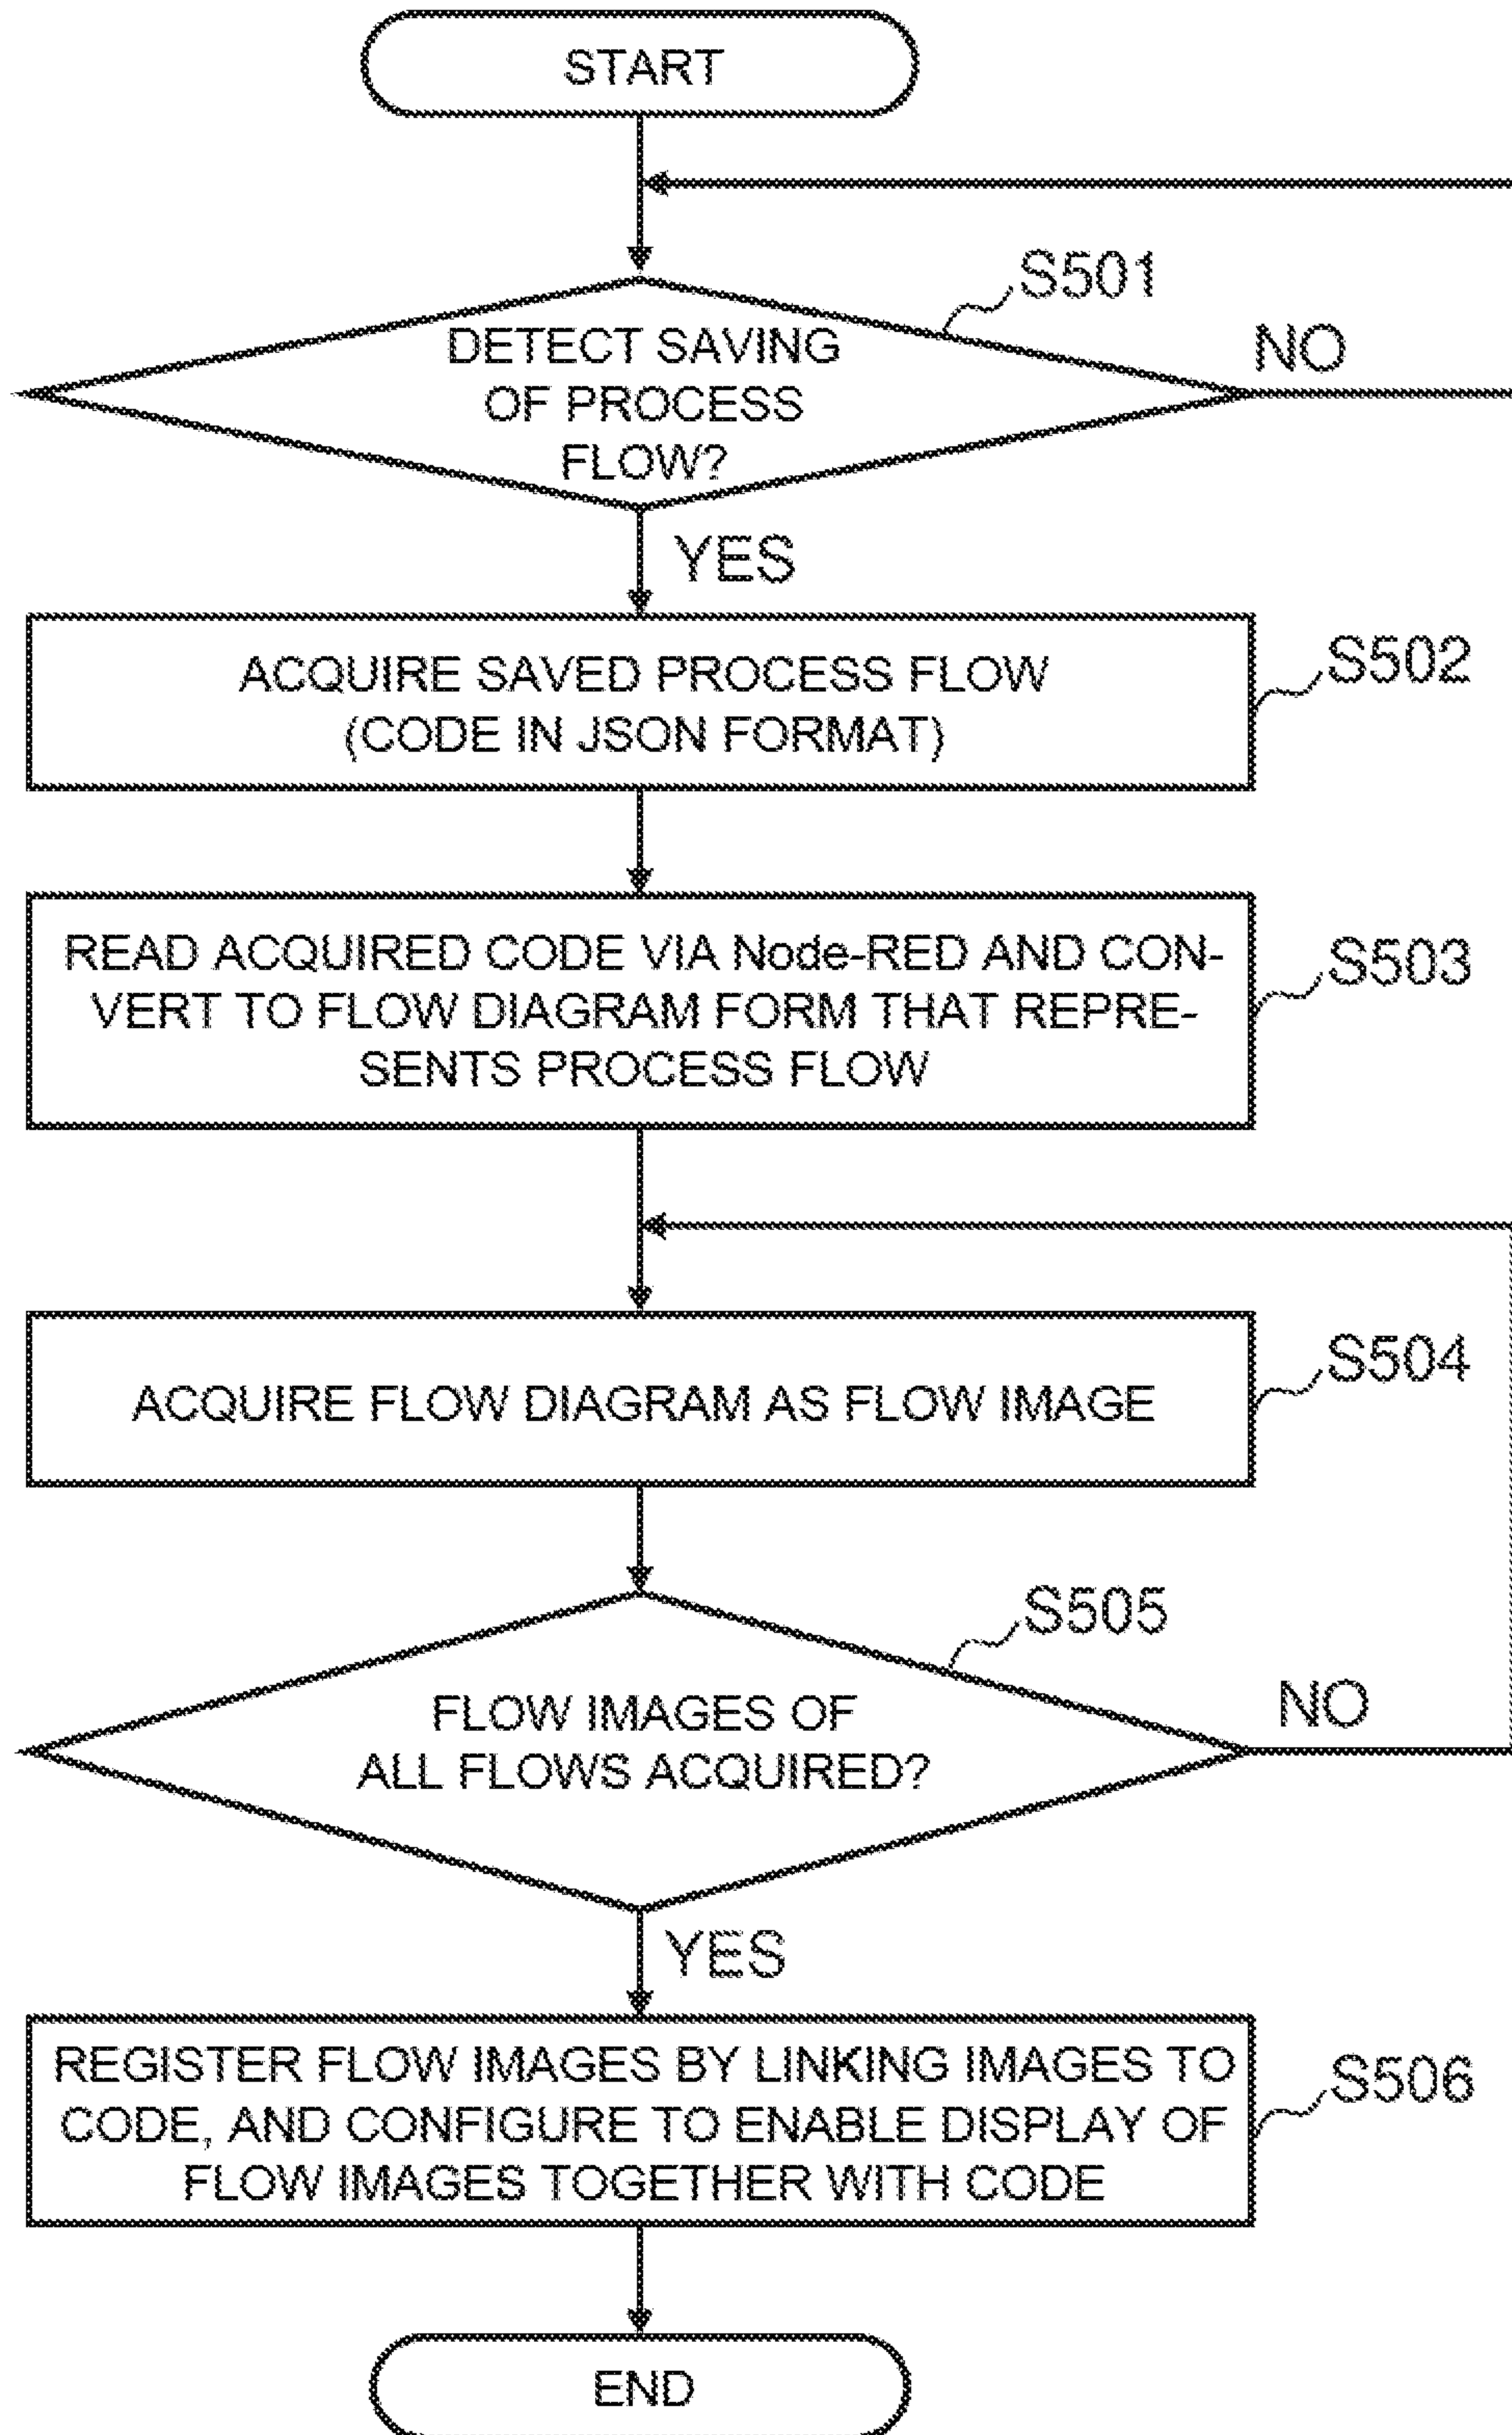 START
S501
DETECT SAVING
OF PROCESS
FLOW?
NO
YES
ACQUIRE SAVED PROCESS FLOW
(CODE IN JSON FORMAT)
S502
READ ACQUIRED CODE VIA Node-RED AND CON-
VERT TO FLOW DIAGRAM FORM THAT REPRE-
SENTS PROCESS FLOW
S503
ACQUIRE FLOW DIAGRAM AS FLOW IMAGE
S504
S505
FLOW IMAGES OF
ALL FLOWS ACQUIRED?
NO
YES
REGISTER FLOW IMAGES BY LINKING IMAGES TO
CODE, AND CONFIGURE TO ENABLE DISPLAY OF
FLOW IMAGES TOGETHER WITH CODE
S506
END